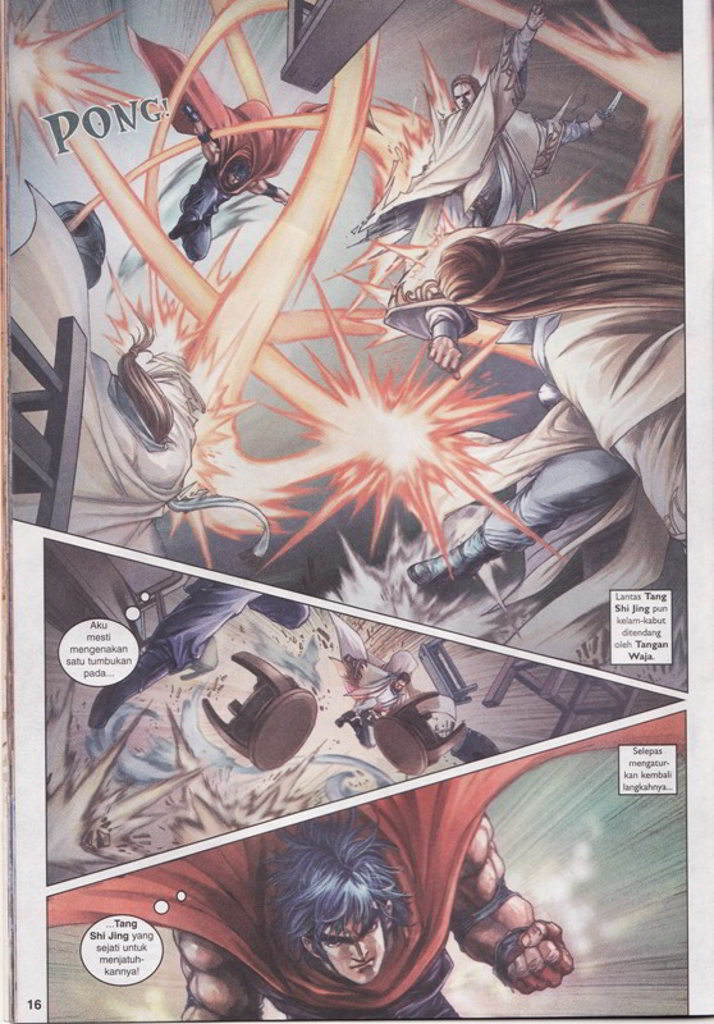 PONG!
Lantas Tang
Shi Jing pun
kelam-kabut
ditendang
oleh Tangan
Waja.
Aku
mesti
mengenakan
satu tumbukan
pada...
Selepas
mengatur-
kan kembali
langkahnya...
...Tang
Shi Jing yang
sejati untuk
menjatuh-
kannya!
16